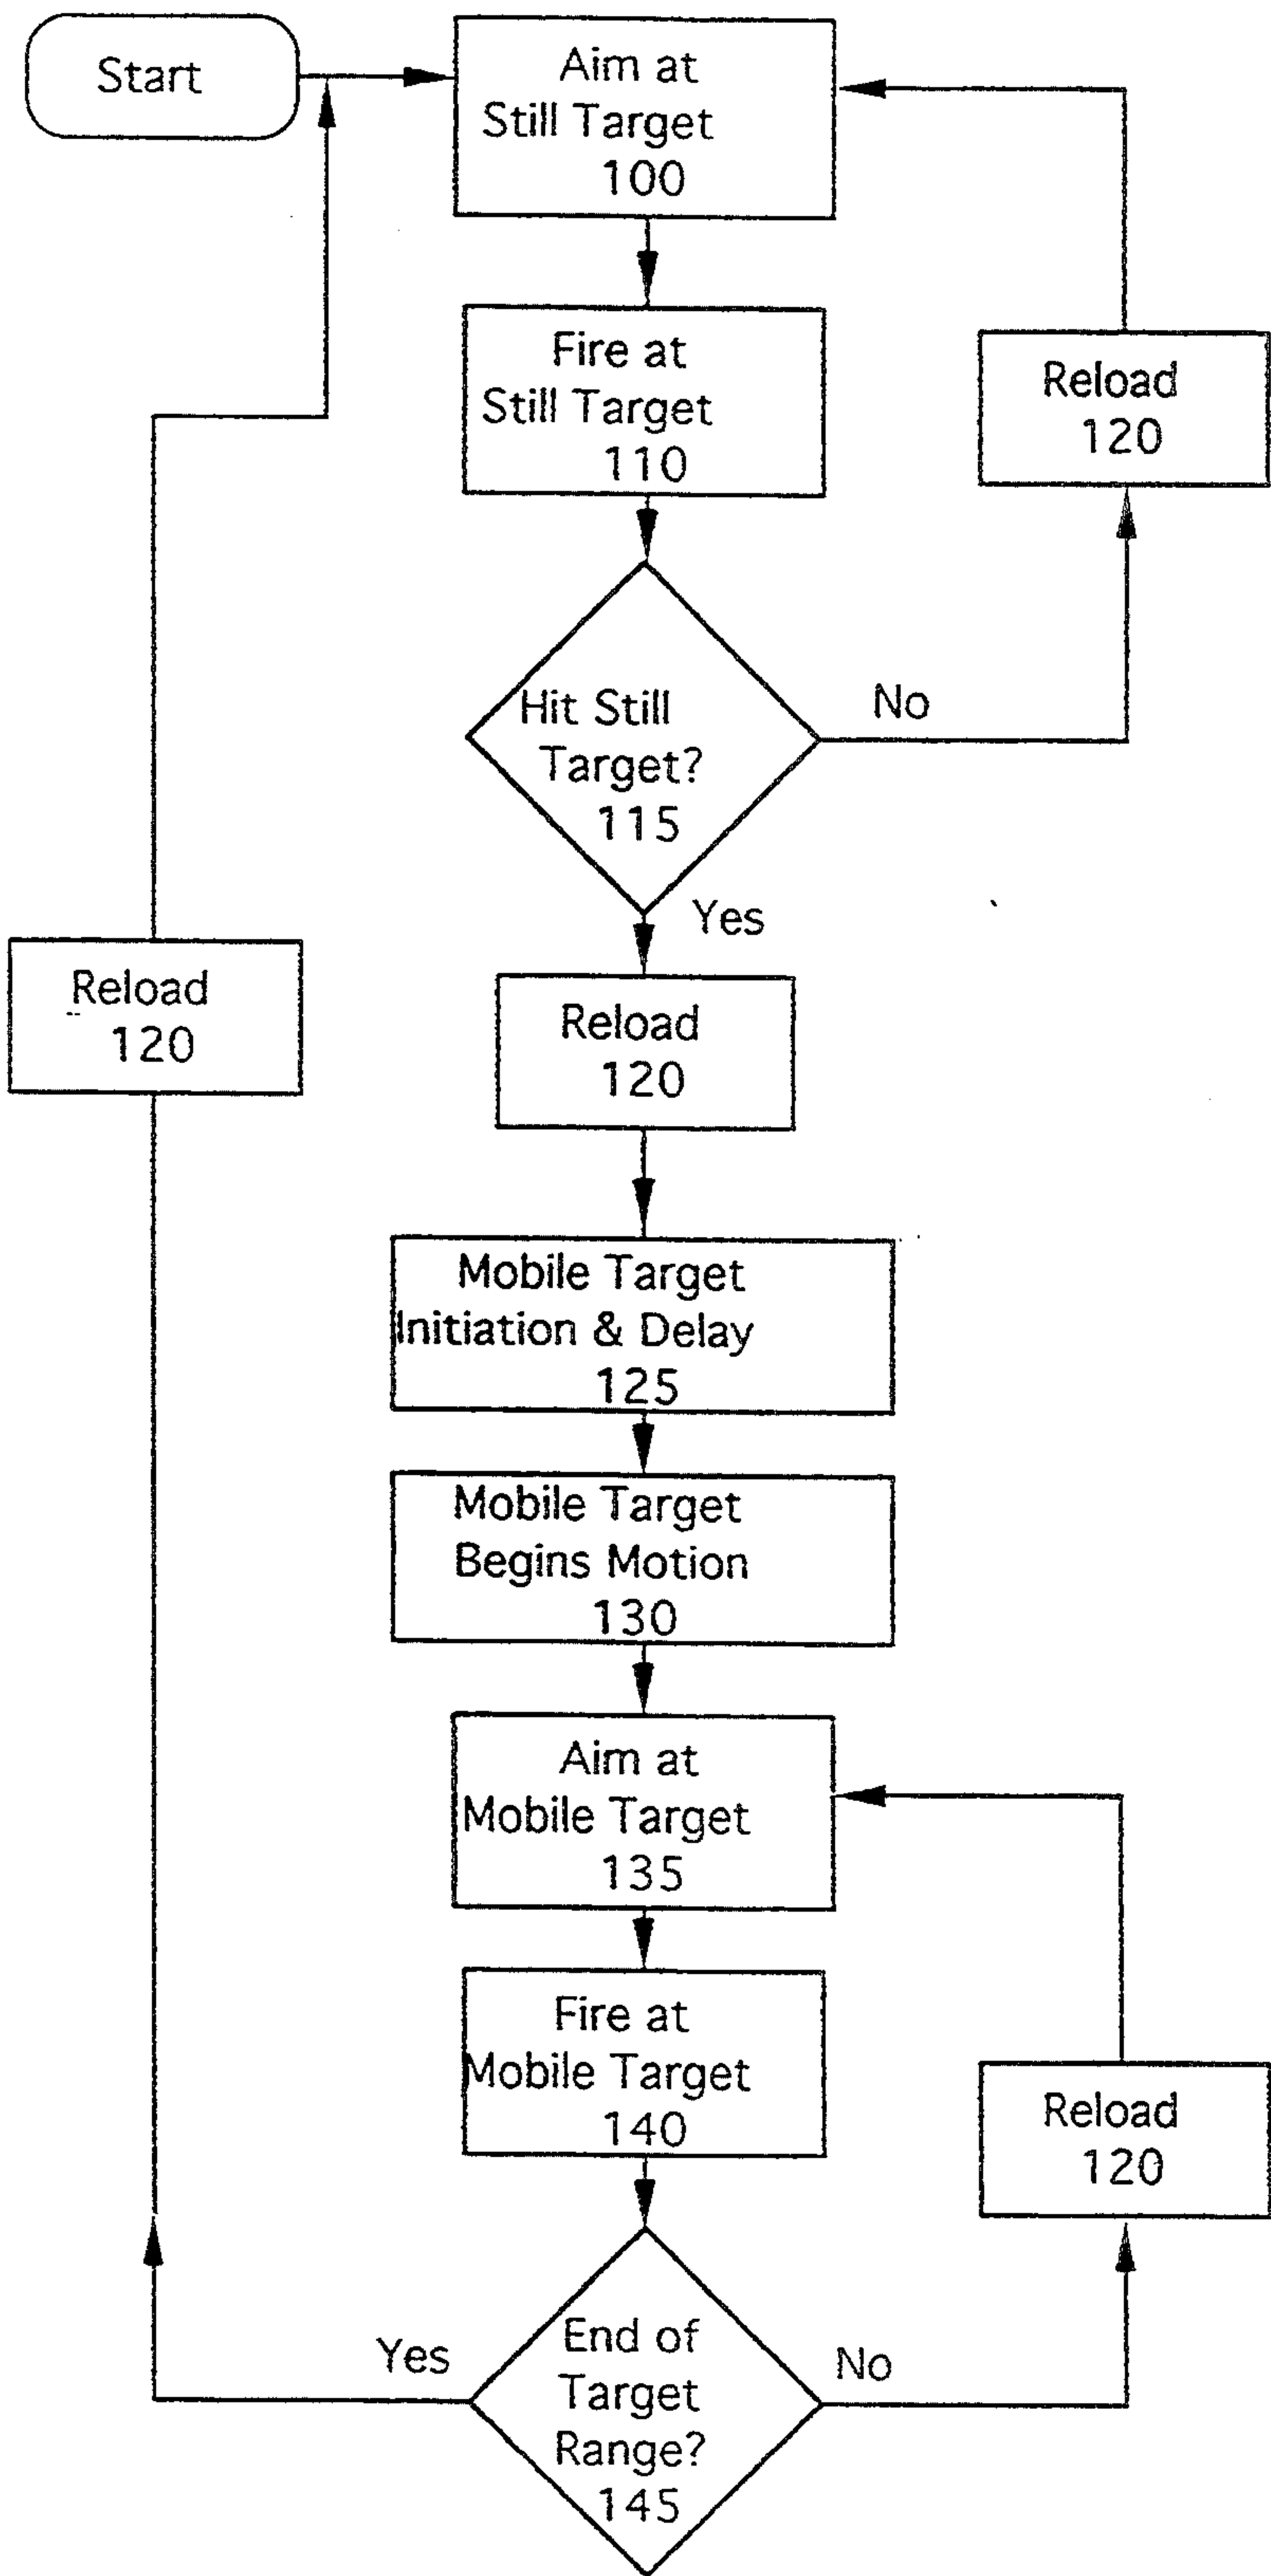 Start
Aim at
Still Target
100
Fire at
Still Target
110
Reload
120
Hit Still
Target?
115
No
Yes
Reload
120
Reload
120
Mobile Target
Initiation & Delay
125
Mobile Target
Begins Motion
130
Aim at
Mobile Target
135
Fire at
Mobile Target
140
Reload
120
Yes
End of
Target
Range?
145
No